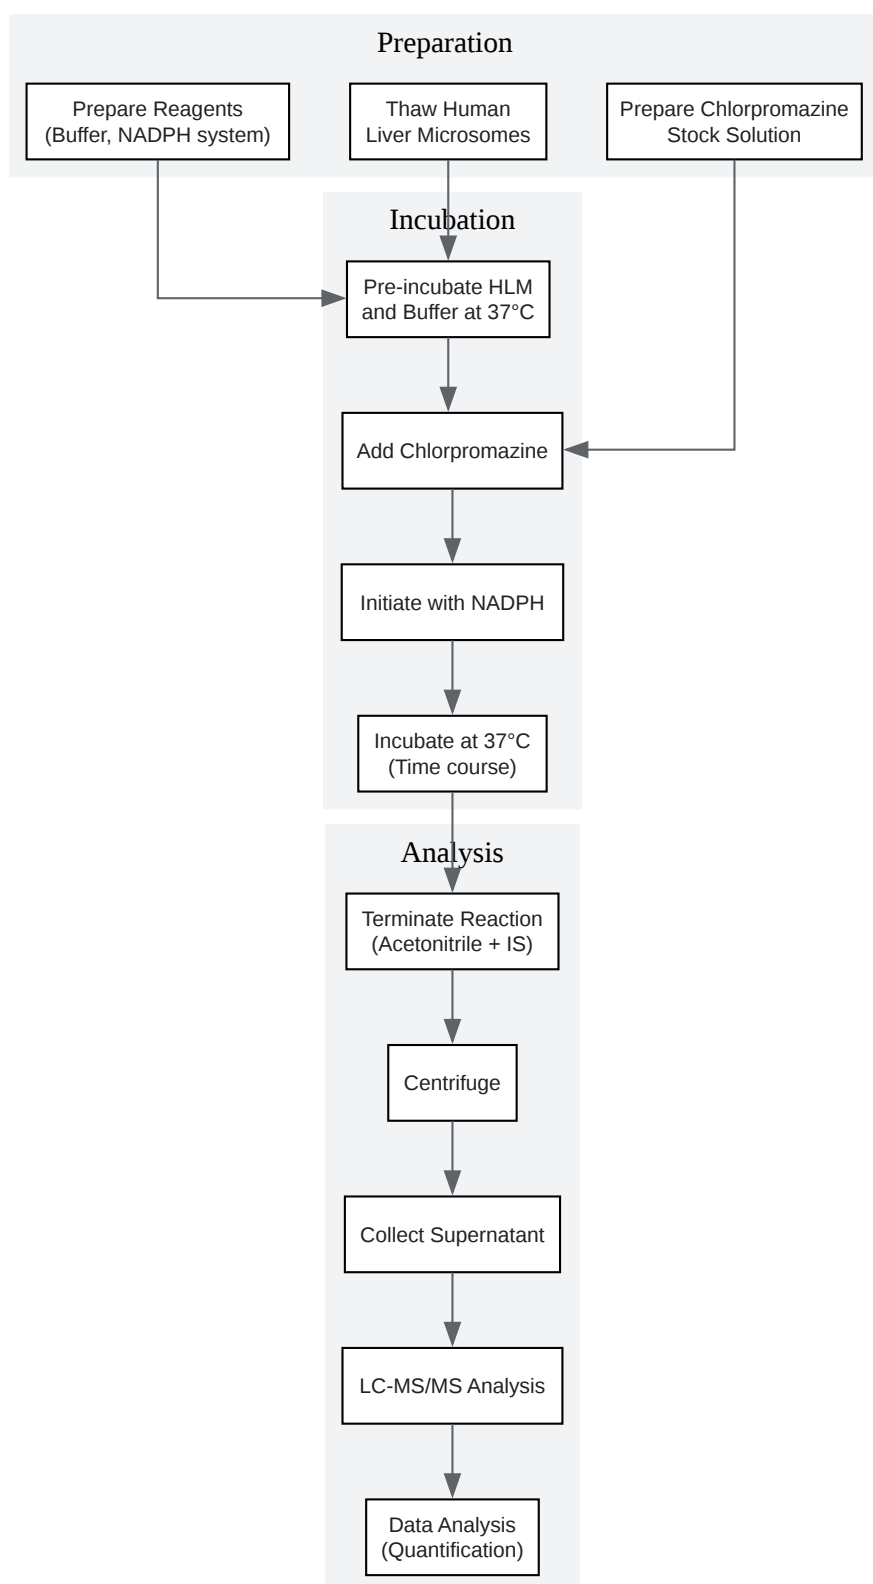 Preparation
Prepare Reagents
(Buffer, NADPH system)
Thaw Human
Liver Microsomes
Prepare Chlorpromazine
Stock Solution
Incubation
Pre-incubate HLM
and Buffer at 37°C
Add Chlorpromazine
Initiate with NADPH
Incubate at 37°C
(Time course)
Analysis
Terminate Reaction
(Acetonitrile + IS)
Centrifuge
Collect Supernatant
LC-MS/MS Analysis
Data Analysis
(Quantification)